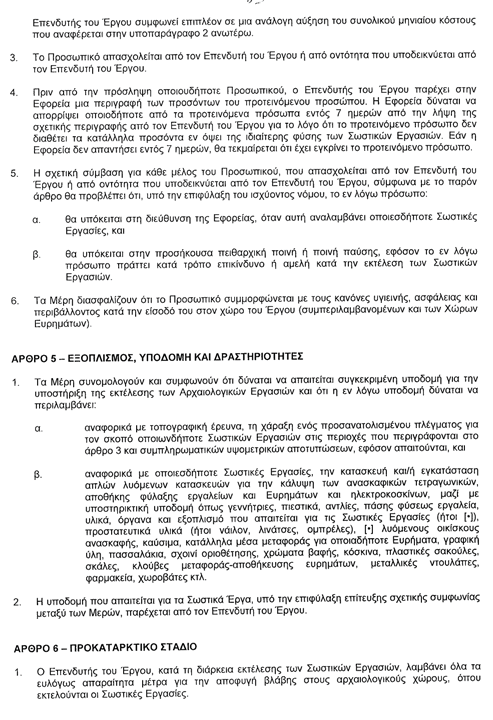 Επενδυτής του Έργου συμφωνεί επιπλέον σε μια ανάλογη αύξηση του συνολικού μηνιαίου κόστους
που αναφέρεται στην υποπαράγραφο 2 ανωτέρω.
3. Το Προσωπικό απασχολείται από τον Επενδυτή του Έργου ή από οντότητα που υποδεικνύεται από
τον Επενδυτή του Έργου.
4. Πριν από την πρόσληψη οποιουδήποτε Προσωπικού, ο Επενδυτής του Έργου παρέχει στην
Εφορεία μια περιγραφή των προσόντων του προτεινόμενου προσώπου. Η Εφορεία δύναται να
απορρίψει οποιοδήποτε από τα προτεινόμενα πρόσωπα εντός 7 ημερών από την λήψη της
σχετικής περιγραφής από τον Επενδυτή του Έργου για το λόγο ότι το προτεινόμενο πρόσωπο δεν
διαθέτει τα κατάλληλα προσόντα εν όψει της ιδιαίτερης φύσης των Σωστικών Εργασιών. Εάν η
Εφορεία δεν απαντήσει εντός 7 ημερών, θα τεκμαίρεται ότι έχει εγκρίνει το προτεινόμενο πρόσωπο.
5. Η σχετική σύμβαση για κάθε μέλος του Προσωπικού, που απασχολείται από τον Επενδυτή του
Έργου ή από οντότητα που υποδεικνύεται από τον Επενδυτή του Έργου, σύμφωνα με το παρόν
άρθρο θα προβλέπει ότι, υπό την επιφύλαξη του ισχύοντος νόμου, το εν λόγω πρόσωπο:
α. θα υπόκειται στη διεύθυνση της Εφορείας, όταν αυτή αναλαμβάνει οποιεσδήποτε Σωστικές
Εργασίες, και
β. θα υπόκειται στην προσήκουσα πειθαρχική ποινή ή ποινή παύσης, εφόσον το εν λόγω
πρόσωπο πράττει κατά τρόπο επικίνδυνο ή αμελή κατά την εκτέλεση των Σωστικών
Εργασιών.
6. Τα Μέρη διασφαλίζουν ότι το Προσωπικό συμμορφώνεται με τους κανόνες υγιεινής, ασφάλειας και
περιβάλλοντος κατά την είσοδό του στον χώρο του Έργου (συμπεριλαμβανομένων και των Χώρων
Ευρημάτων).
ΑΡΘΡΟ 5 – ΕΞΟΠΛΙΣΜΟΣ, ΥΠΟΔΟΜΗ ΚΑΙ ΔΡΑΣΤΗΡΙΟΤΗΤΕΣ
1. Τα Μέρη συνομολογούν και συμφωνούν ότι δύναται να απαιτείται συγκεκριμένη υποδομή για την
υποστήριξη της εκτέλεσης των Αρχαιολογικών Εργασιών και ότι η εν λόγω υποδομή δύναται να
περιλαμβάνει:
α. αναφορικά με τοπογραφική έρευνα, τη χάραξη ενός προσανατολισμένου πλέγματος για
τον σκοπό οποιωνδήποτε Σωστικών Εργασιών στις περιοχές που περιγράφονται στο
άρθρο 3 και συμπληρωματικών υψομετρικών αποτυπώσεων, εφόσον απαιτούνται, και
β. αναφορικά με οποιεσδήποτε Σωστικές Εργασίες, την κατασκευή και/ή εγκατάσταση
απλών λυόμενων κατασκευών για την κάλυψη των ανασκαφικών τετραγώνων,
αποθήκης φύλαξης εργαλείων και Ευρημάτων και ηλεκτροκοσκίνων, μαζί με
υποστηρικτική υποδομή όπως γεννήτριες, πιεστικά, αντλίες, πάσης φύσεως εργαλεία,
υλικά, όργανα και εξοπλισμό που απαιτείται για τις Σωστικές Εργασίες (ήτοι [•]),
προστατευτικά υλικά (ήτοι νάιλον, λινάτσες, ομπρέλες), [•] λυόμενους οικίσκους
ανασκαφής, καύσιμα, κατάλληλα μέσα μεταφοράς για οποιαδήποτε Ευρήματα, γραφική
ύλη, πασσαλάκια, σχοινί οριοθέτησης, χρώματα βαφής, κόσκινα, πλαστικές σακούλες,
σκάλες, κλούβες μεταφοράς-αποθήκευσης ευρημάτων, μεταλλικές ντουλάπες,
φαρμακεία, χωροβάτες κτλ.
2. Η υποδομή που απαιτείται για τα Σωστικά Έργα, υπό την επιφύλαξη επίτευξης σχετικής συμφωνίας
μεταξύ των Μερών, παρέχεται από τον Επενδυτή του Έργου.
ΑΡΘΡΟ 6 – ΠΡΟΚΑΤΑΡΚΤΙΚΟ ΣΤΑΔΙΟ
1. Ο Επενδυτής του Έργου, κατά τη διάρκεια εκτέλεσης των Σωστικών Εργασιών, λαμβάνει όλα τα
ευλόγως απαραίτητα μέτρα για την αποφυγή βλάβης στους αρχαιολογικούς χώρους, όπου
εκτελούνται οι Σωστικές Εργασίες.